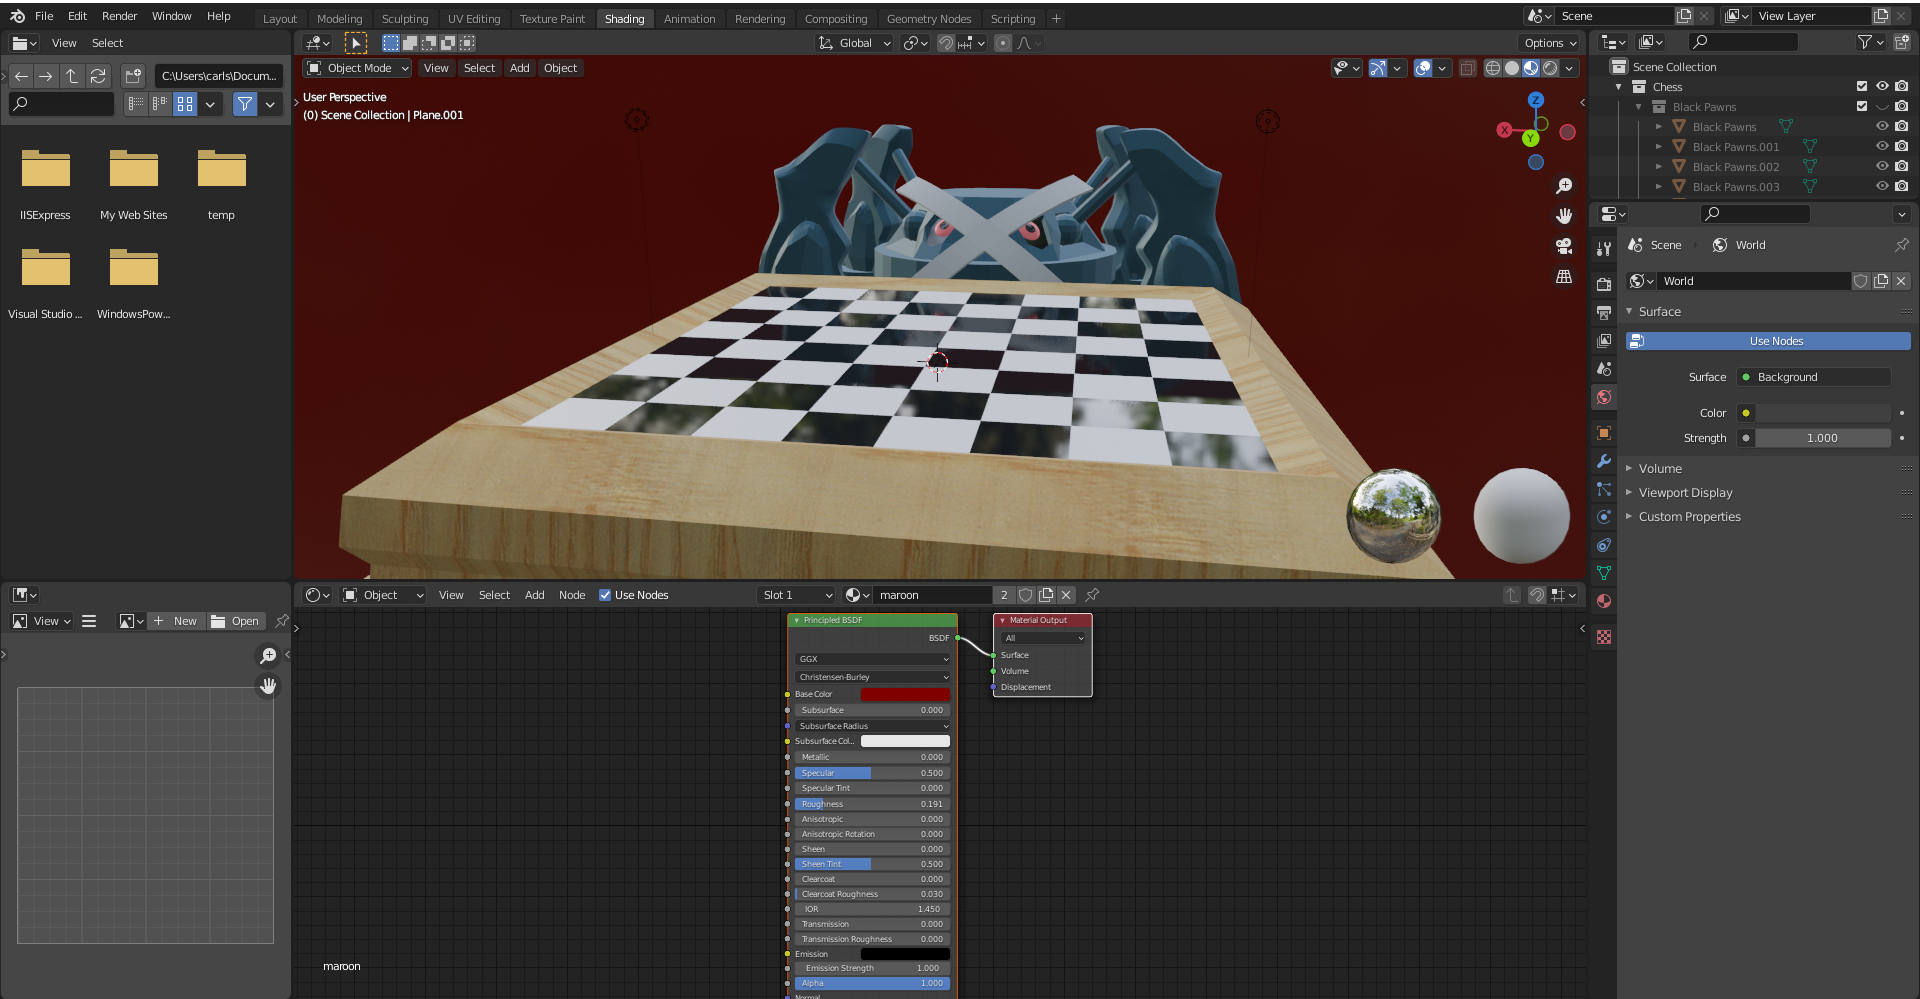 File Edit Render Window Help
Layout Modeling Sculpting UV Editing Texture Paint Shading Animation Rendering Compositing Geometry Nodes Scripting
Scene
View Layer
View Select
Global
Options
C:\Users\carls\Docum...
Object Mode View Select Add Object
User Perspective
(0) Scene Collection | Plane.001
IISExpress
My Web Sites
temp
Visual Studio ...
WindowsPow...
Z
X
Y
Scene Collection
Chess
Black Pawns
Black Pawns
Black Pawns.001
Black Pawns.002
Black Pawns.003
Scene
World
World
Surface
Use Nodes
Surface
Background
Color
Strength
1.000
Volume
Viewport Display
Custom Properties
View
New
Open
Object View Select Add Node Use Nodes Slot 1 maroon 2
Principled BSDF
BSDF
GGX
Christensen-Burley
Base Color
Subsurface 0.000
Subsurface Radius
Subsurface Col...
Metallic 0.000
Specular 0.500
Specular Tint 0.000
Roughness 0.191
Anisotropic 0.000
Anisotropic Rotation 0.000
Sheen 0.000
Sheen Tint 0.500
Clearcoat 0.000
Clearcoat Roughness 0.030
IOR 1.450
Transmission 0.000
Transmission Roughness 0.000
Emission
Emission Strength 1.000
Alpha 1.000
Normal
Material Output
All
Surface
Volume
Displacement
maroon